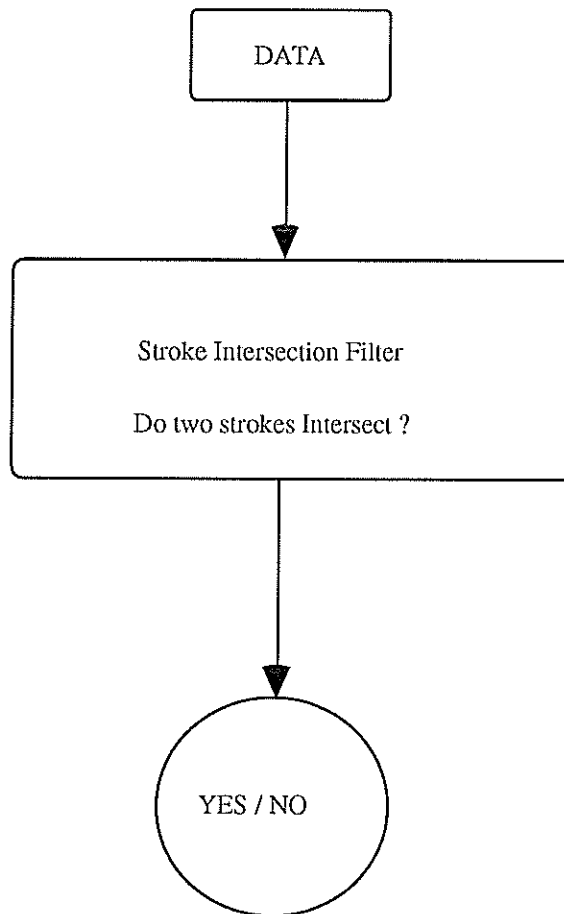 DATA
Stroke Intersection Filter
Do two strokes Intersect ?
YES / NO